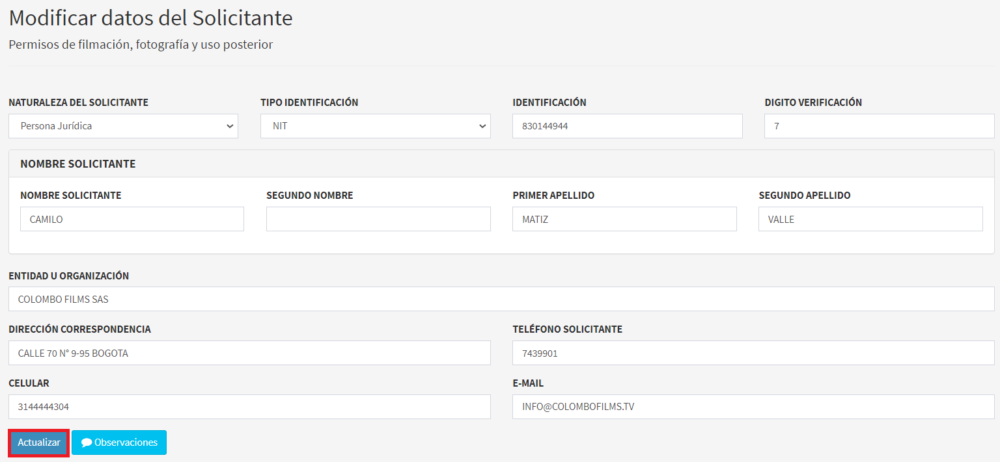 Modificar datos del Solicitante
Permisos de filmación, fotografía y uso posterior
NATURALEZA DEL SOLICITANTE TIPO IDENTIFICACIÓN IDENTIFICACIÓN DIGITO VERIFICACIÓN
Persona Jurídica NIT 830144944 7
NOMBRE SOLICITANTE
NOMBRE SOLICITANTE SEGUNDO NOMBRE PRIMER APELLIDO SEGUNDO APELLIDO
CAMILO MATIZ VALLE
ENTIDAD U ORGANIZACIÓN
COLOMBO FILMS SAS
DIRECCIÓN CORRESPONDENCIA TELÉFONO SOLICITANTE
CALLE 70 N° 9-95 BOGOTA 7439901
CELULAR E-MAIL
3144444304 INFO@COLOMBOFILMS.TV
Actualizar Observaciones